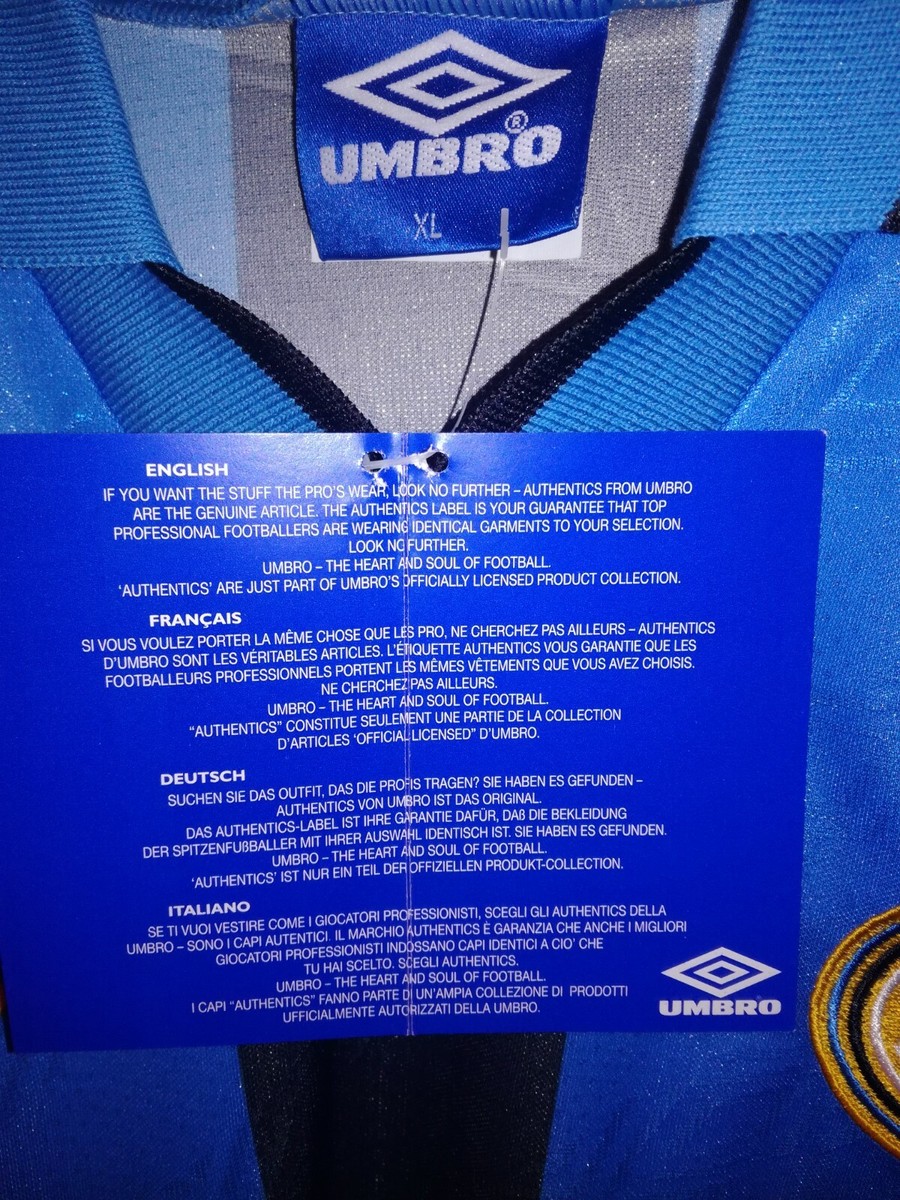 UMBRO®
XL
ENGLISH
IF YOU WANT THE STUFF THE PRO'S WEAR, LOOK NO FURTHER – AUTHENTICS FROM UMBRO
ARE THE GENUINE ARTICLE. THE AUTHENTICS LABEL IS YOUR GUARANTEE THAT TOP
PROFESSIONAL FOOTBALLERS ARE WEARING IDENTICAL GARMENTS TO YOUR SELECTION.
LOOK NO FURTHER.
UMBRO – THE HEART AND SOUL OF FOOTBALL.
'AUTHENTICS' ARE JUST PART OF UMBRO'S OFFICIALLY LICENSED PRODUCT COLLECTION.
FRANÇAIS
SI VOUS VOULEZ PORTER LA MÊME CHOSE QUE LES PRO, NE CHERCHEZ PAS AILLEURS – AUTHENTICS
D'UMBRO SONT LES VÉRITABLES ARTICLES. L'ÉTIQUETTE AUTHENTICS VOUS GARANTIE QUE LES
FOOTBALLEURS PROFESSIONNELS PORTENT LES MÊMES VÊTEMENTS QUE VOUS AVEZ CHOISIS.
NE CHERCHEZ PAS AILLEURS.
UMBRO – THE HEART AND SOUL OF FOOTBALL.
"AUTHENTICS" CONSTITUE SEULEMENT UNE PARTIE DE LA COLLECTION
D'ARTICLES 'OFFICIAL LICENSED" D'UMBRO.
DEUTSCH
SUCHEN SIE DAS OUTFIT, DAS DIE PROFIS TRAGEN? SIE HABEN ES GEFUNDEN –
AUTHENTICS VON UMBRO IST DAS ORIGINAL.
DAS AUTHENTICS-LABEL IST IHRE GARANTIE DAFÜR, DAß DIE BEKLEIDUNG
DER SPITZENFUßBALLER MIT IHRER AUSWAHL IDENTISCH IST. SIE HABEN ES GEFUNDEN.
UMBRO – THE HEART AND SOUL OF FOOTBALL.
'AUTHENTICS' IST NUR EIN TEIL DER OFFIZIELLEN PRODUKT-COLLECTION.
ITALIANO
SE TI VUOI VESTIRE COME I GIOCATORI PROFESSIONISTI, SCEGLI GLI AUTHENTICS DELLA
UMBRO – SONO I CAPI AUTENTICI. IL MARCHIO AUTHENTICS È GARANZIA CHE ANCHE I MIGLIORI
GIOCATORI PROFESSIONISTI INDOSSANO CAPI IDENTICI A CIO' CHE
TU HAI SCELTO. SCEGLI AUTHENTICS.
UMBRO – THE HEART AND SOUL OF FOOTBALL.
I CAPI "AUTHENTICS" FANNO PARTE DI UN'AMPIA COLLEZIONE DI PRODOTTI
UFFICIALMENTE AUTORIZZATI DELLA UMBRO.
UMBRO®